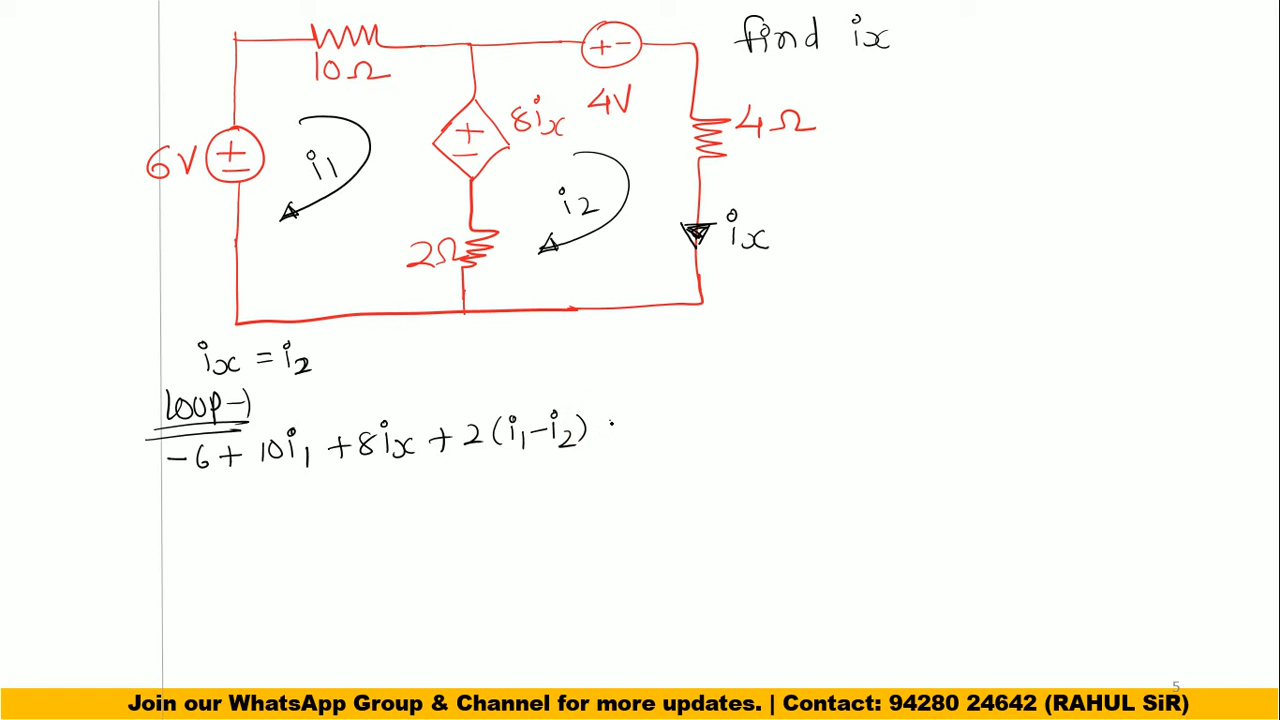 find ix
10Ω
+ -
4V
8ix
4Ω
6V
+
-
i1
+
-
i2
ix
2Ω
ix = i2
Loop-1
-6 + 10i1 + 8ix + 2(i1-i2) .
5
Join our WhatsApp Group & Channel for more updates. | Contact: 94280 24642 (RAHUL SiR)